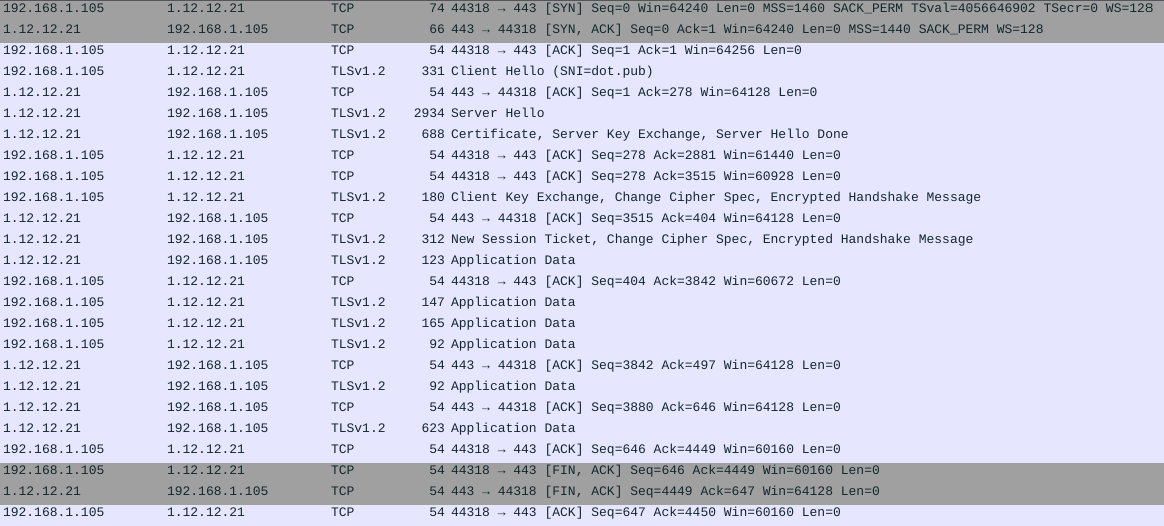 192.168.1.105 1.12.12.21 TCP 74 44318 → 443 [SYN] Seq=0 Win=64240 Len=0 MSS=1460 SACK_PERM TSval=4056646902 TSecr=0 WS=128
1.12.12.21 192.168.1.105 TCP 66 443 → 44318 [SYN, ACK] Seq=0 Ack=1 Win=64240 Len=0 MSS=1440 SACK_PERM WS=128
192.168.1.105 1.12.12.21 TCP 54 44318 → 443 [ACK] Seq=1 Ack=1 Win=64256 Len=0
192.168.1.105 1.12.12.21 TLSv1.2 331 Client Hello (SNI=dot.pub)
1.12.12.21 192.168.1.105 TCP 54 443 → 44318 [ACK] Seq=1 Ack=278 Win=64128 Len=0
1.12.12.21 192.168.1.105 TLSv1.2 2934 Server Hello
1.12.12.21 192.168.1.105 TLSv1.2 688 Certificate, Server Key Exchange, Server Hello Done
192.168.1.105 1.12.12.21 TCP 54 44318 → 443 [ACK] Seq=278 Ack=2881 Win=61440 Len=0
192.168.1.105 1.12.12.21 TCP 54 44318 → 443 [ACK] Seq=278 Ack=3515 Win=60928 Len=0
192.168.1.105 1.12.12.21 TLSv1.2 180 Client Key Exchange, Change Cipher Spec, Encrypted Handshake Message
1.12.12.21 192.168.1.105 TCP 54 443 → 44318 [ACK] Seq=3515 Ack=404 Win=64128 Len=0
1.12.12.21 192.168.1.105 TLSv1.2 312 New Session Ticket, Change Cipher Spec, Encrypted Handshake Message
1.12.12.21 192.168.1.105 TLSv1.2 123 Application Data
192.168.1.105 1.12.12.21 TCP 54 44318 → 443 [ACK] Seq=404 Ack=3842 Win=60672 Len=0
192.168.1.105 1.12.12.21 TLSv1.2 147 Application Data
192.168.1.105 1.12.12.21 TLSv1.2 165 Application Data
192.168.1.105 1.12.12.21 TLSv1.2 92 Application Data
1.12.12.21 192.168.1.105 TCP 54 443 → 44318 [ACK] Seq=3842 Ack=497 Win=64128 Len=0
1.12.12.21 192.168.1.105 TLSv1.2 92 Application Data
1.12.12.21 192.168.1.105 TCP 54 443 → 44318 [ACK] Seq=3880 Ack=646 Win=64128 Len=0
1.12.12.21 192.168.1.105 TLSv1.2 623 Application Data
192.168.1.105 1.12.12.21 TCP 54 44318 → 443 [ACK] Seq=646 Ack=4449 Win=60160 Len=0
192.168.1.105 1.12.12.21 TCP 54 44318 → 443 [FIN, ACK] Seq=646 Ack=4449 Win=60160 Len=0
1.12.12.21 192.168.1.105 TCP 54 443 → 44318 [FIN, ACK] Seq=4449 Ack=647 Win=64128 Len=0
192.168.1.105 1.12.12.21 TCP 54 44318 → 443 [ACK] Seq=647 Ack=4450 Win=60160 Len=0